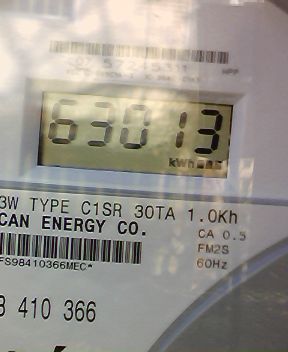 63013
kWh
3W TYPE C1SR 30TA 1.0Kh
CAN ENERGY CO.
CA 0.5
FM2S
FS98410366MEC*
60Hz
3 410 366